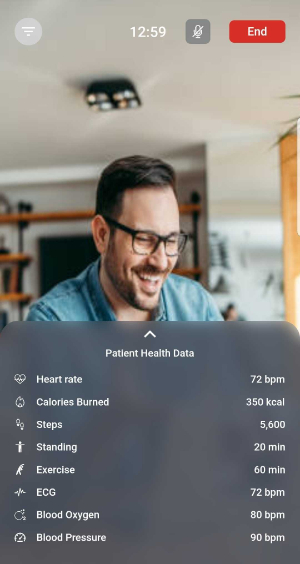 12:59 End
Patient Health Data
Heart rate 72 bpm
Calories Burned 350 kcal
Steps 5,600
Standing 20 min
Exercise 60 min
ECG 72 bpm
Blood Oxygen 80 bpm
Blood Pressure 90 bpm